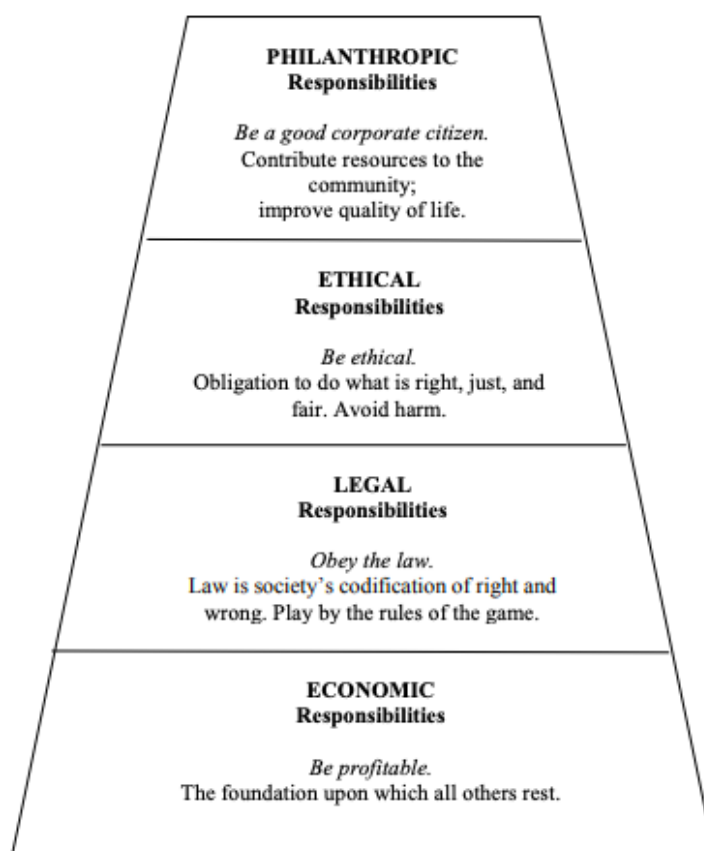 PHILANTHROPIC
Responsibilities
Be a good corporate citizen.
Contribute resources to the
community;
improve quality of life.
ETHICAL
Responsibilities
Be ethical.
Obligation to do what is right, just, and
fair. Avoid harm.
LEGAL
Responsibilities
Obey the law.
Law is society’s codification of right and
wrong. Play by the rules of the game.
ECONOMIC
Responsibilities
Be profitable.
The foundation upon which all others rest.